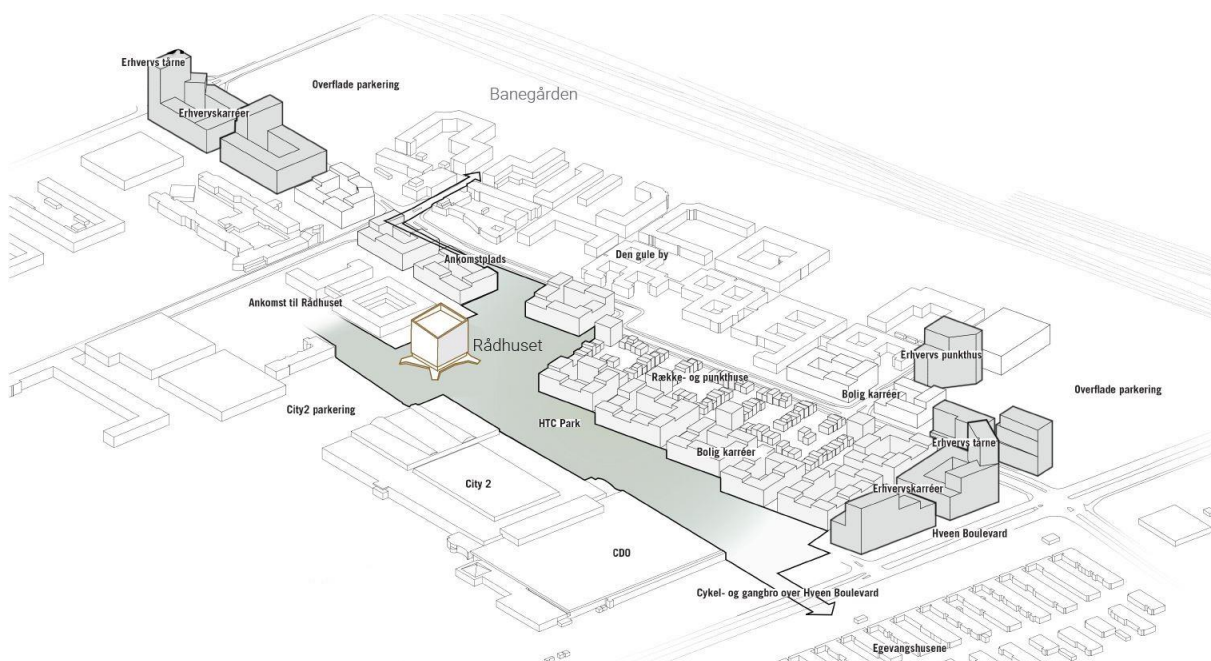 Erhvervs tårne
Overflade parkering
Banegården
Erhvervskarréer
Den gule by
Ankomstplads
Ankomst til Rådhuset
Rådhuset
Erhvervs punkthus
Række- og punkthuse
Overflade parkering
Bolig karréer
City2 parkering
HTC Park
Erhvervs tårne
Bolig karréer
City 2
Erhvervskarréer
Hveen Boulevard
CDO
Cykel- og gangbro over Hveen Boulevard
Egevangshusene